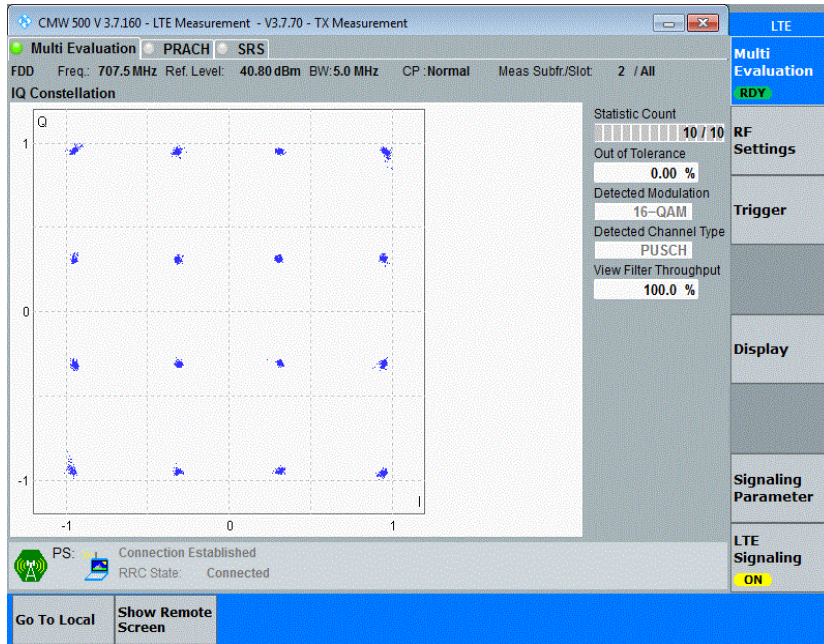 CMW 500 V 3.7.160 - LTE Measurement - V3.7.70 - TX Measurement
LTE
Multi Evaluation PRACH SRS
Multi
Evaluation
RDY
FDD Freq.: 707.5 MHz Ref. Level: 40.80 dBm BW: 5.0 MHz CP : Normal Meas Subfr./Slot: 2 / All
IQ Constellation
Statistic Count
10 / 10
Out of Tolerance
0.00 %
Detected Modulation
16-QAM
Detected Channel Type
PUSCH
View Filter Throughput
100.0 %
Q
1
0
-1
I
-1 0 1
RF
Settings
Trigger
Display
Signaling
Parameter
LTE
Signaling
ON
PS: Connection Established
RRC State: Connected
Go To Local
Show Remote
Screen